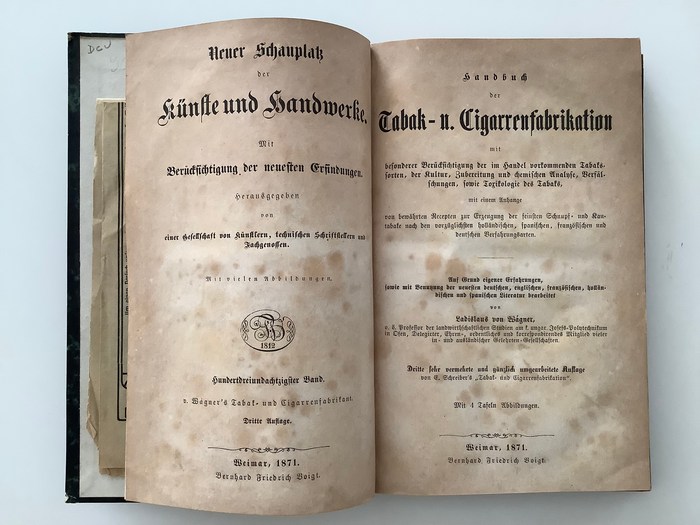 DGV
Neuer Schauplatz
der
Künste und Handwerke.
Mit
Berücksichtigung der neuesten Erfindungen.
Herausgegeben
von
einer Gesellschaft von Künstlern, technischen Schriftstellern und
Fachgenossen.
Mit vielen Abbildungen.
1812
Hundertdreiundachtzigster Band.
v. Wagner's Tabak- und Cigarrenfabrikant.
Dritte Auflage.
Weimar, 1871.
Bernhard Friedrich Voigt.
Handbuch
der
Tabak- u. Cigarrenfabrikation
mit
besonderer Berücksichtigung der im Handel vorkommenden Tabaks-
sorten, der Kultur, Zubereitung und chemischen Analyse, Verfäl-
schungen, sowie Toxikologie des Tabaks,
mit einem Anhange
von bewährten Recepten zur Erzeugung der feinsten Schnupf- und Kau-
tabake nach den vorzüglichsten holländischen, spanischen, französischen und
deutschen Verfahrungsarten.
Auf Grund eigener Erfahrungen,
sowie mit Benutzung der neuesten deutschen, englischen, französischen, hollän-
dischen und spanischen Literatur bearbeitet
von
Ladislaus von Wágner,
o. ö. Professor der landwirthschaftlichen Studien am k. ungar. Josefs-Polytechnikum
in Ofen, Delegirter, Ehren-, ordentliches und korrespondirendes Mitglied vieler
in- und ausländischer Gelehrten-Gesellschaften.
Dritte sehr vermehrte und gänzlich umgearbeitete Auflage
von E. Schreiber's „Tabak- und Cigarrenfabrikation“.
Mit 4 Tafeln Abbildungen.
Weimar, 1871.
Bernhard Friedrich Voigt.